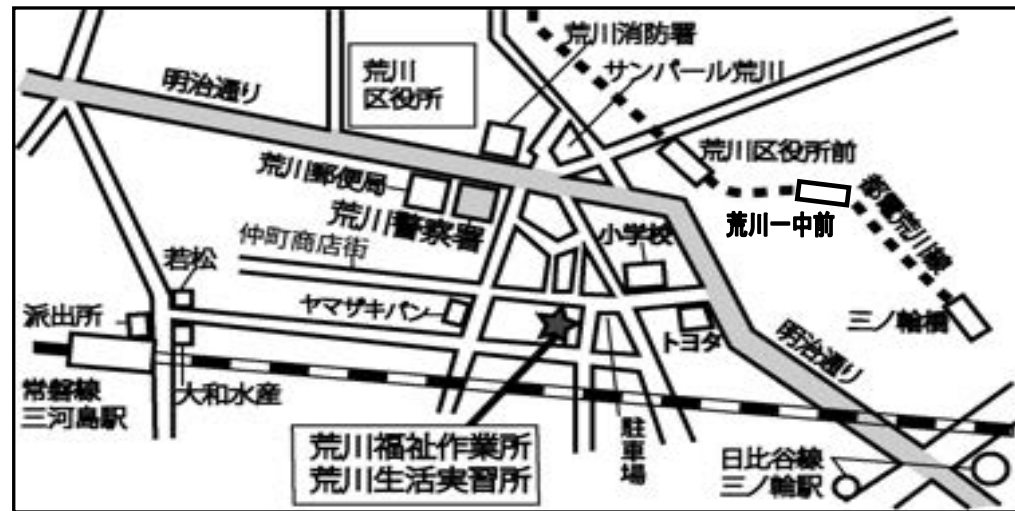 荒川消防署
サンパール荒川
荒川
区役所
明治通り
荒川区役所前
荒川郵便局
荒川警察署
荒川一中前
都電荒川線
仲町商店街
小学校
若松
ヤマザキパン
派出所
トヨタ
三ノ輪橋
明治通り
常磐線
三河島駅
大和水産
駐車場
荒川福祉作業所
荒川生活実習所
日比谷線
三ノ輪駅